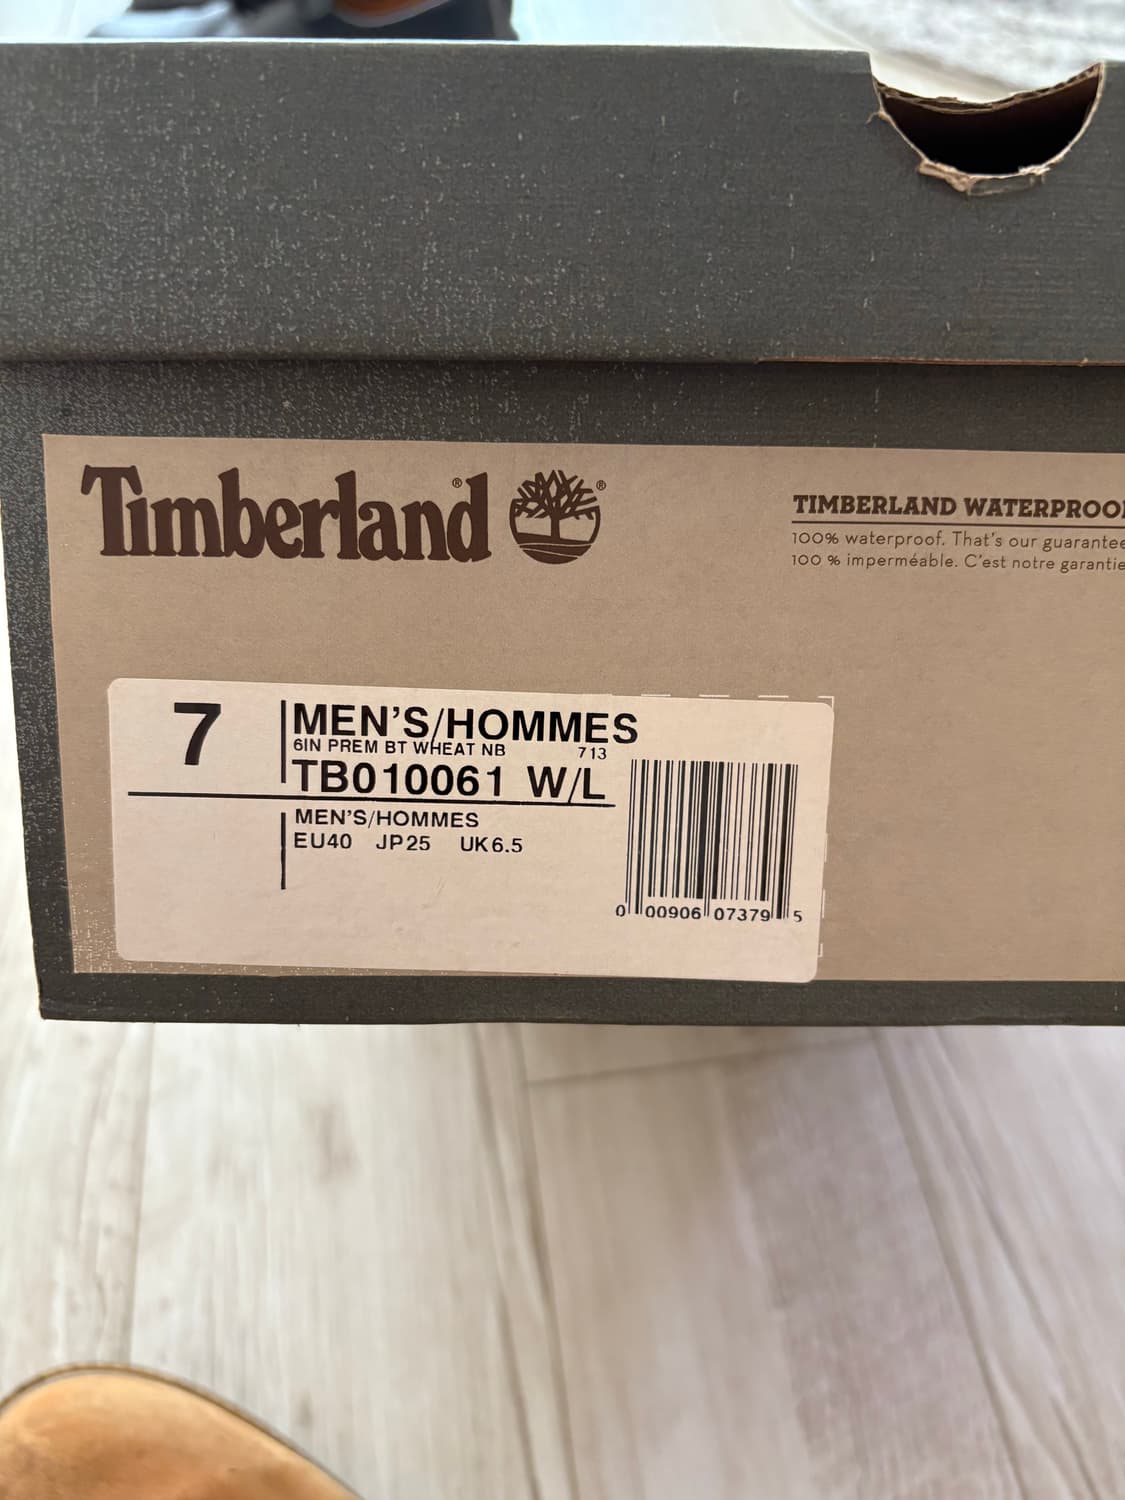 Timberland® ®
TIMBERLAND WATERPROO
100% waterproof. That's our guarantee
100 % imperméable. C'est notre garantie
7
MEN'S/HOMMES
6IN PREM BT WHEAT NB 713
TB010061 W/L
MEN'S/HOMMES
EU40 JP25 UK6.5
0 00906 07379 5